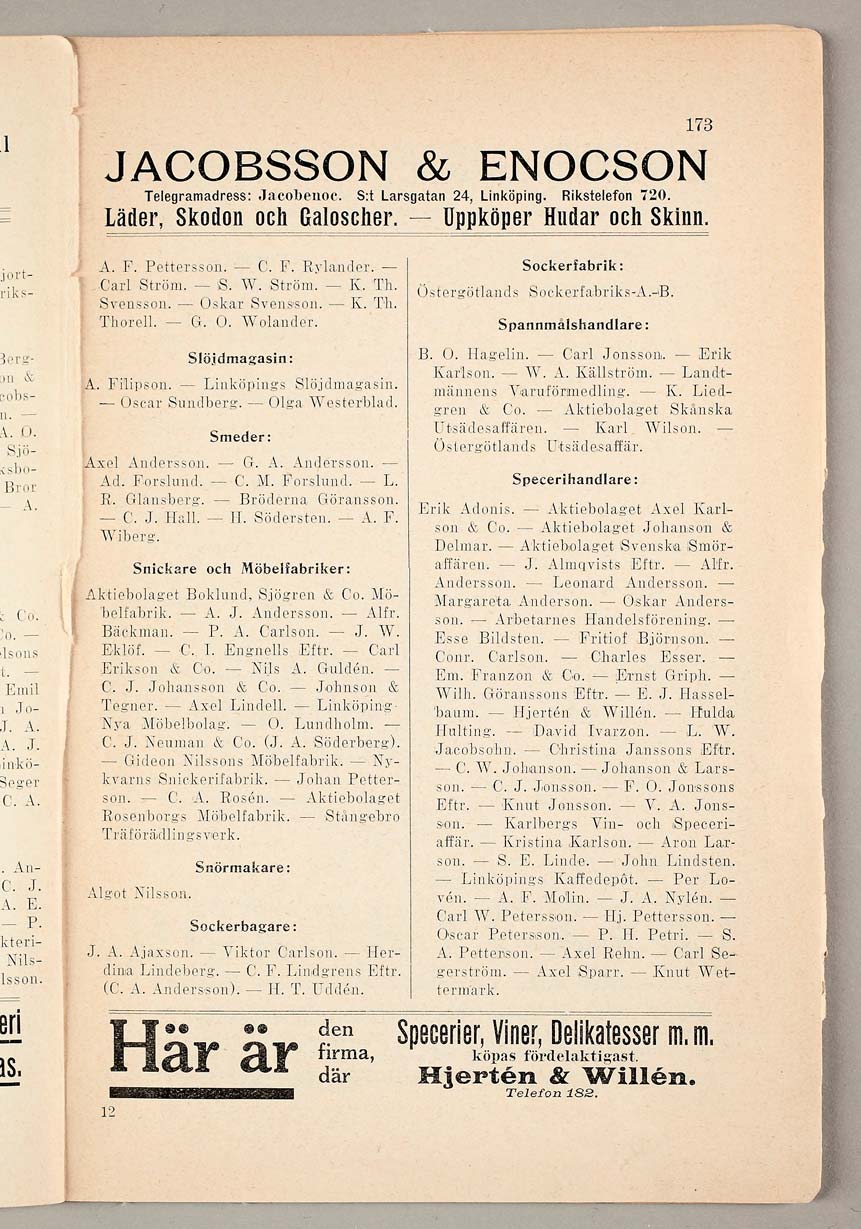 173
JACOBSSON & ENOCSON
Telegramadress: Jacobenoc. S:t Larsgatan 24, Linköping. Rikstelefon 720.
Läder, Skodon och Galoscher. — Uppköper Hudar och Skinn.
A. F. Pettersson. — C. F. Rylander. —
Carl Ström. — S. W. Ström. — K. Th.
Svensson. — Oskar Svensson. — K. Th.
Thorell. — G. O. Wolander.
Slöjdmagasin:
A. Filipson. — Linköpings Slöjdmagasin.
— Oscar Sundberg. — Olga Westerblad.
Smeder:
Axel Andersson. — G. A. Andersson. —
Ad. Forslund. — C. M. Forslund. — L.
R. Glansberg. — Bröderna Göransson.
— C. J. Hall. — H. Södersten. — A. F.
Wiberg.
Snickare och Möbelfabriker:
Aktiebolaget Boklund, Sjögren & Co. Mö-
belfabrik. — A. J. Andersson. — Alfr.
Bäckman. — P. A. Carlson. — J. W.
Eklöf. — C. I. Engnells Eftr. — Carl
Erikson & Co. — Nils A. Guldén. —
C. J. Johansson & Co. — Johnson &
Tegner. — Axel Lindell. — Linköping
Nya Möbelbolag. — O. Lundholm. —
C. J. Neuman & Co. (J. A. Söderberg).
— Gideon Nilssons Möbelfabrik. — Ny-
kvarns Snickerifabrik. — Johan Petter-
son. — C. A. Rosén. — Aktiebolaget
Rosenborgs Möbelfabrik. — Stångebro
Träförädlingsverk.
Snörmakare:
Algot Nilsson.
Sockerbagare:
J. A. Ajaxson. — Viktor Carlson. — Her-
dina Lindeberg. — C. F. Lindgrens Eftr.
(C. A. Andersson). — H. T. Uddén.
Sockerfabrik:
Östergötlands Sockerfabriks-A.-B.
Spannmålshandlare:
B. O. Hagelin. — Carl Jonsson. — Erik
Karlson. — W. A. Källström. — Landt-
männens Varuförmedling. — K. Lied-
gren & Co. — Aktiebolaget Skånska
Utsädesaffären. — Karl Wilson. —
Östergötlands Utsädesaffär.
Specerihandlare:
Erik Adonis. — Aktiebolaget Axel Karl-
son & Co. — Aktiebolaget Johanson &
Delmar. — Aktiebolaget Svenska Smör-
affären. — J. Almqvists Eftr. — Alfr.
Andersson. — Leonard Andersson. —
Margareta Anderson. — Oskar Anders-
son. — Arbetarnes Handelsförening. —
Esse Bildsten. — Fritiof Björnson. —
Conr. Carlson. — Charles Esser. —
Em. Franzon & Co. — Ernst Griph. —
Wilh. Göranssons Eftr. — E. J. Hassel-
baum. — Hjertén & Willén. — Hulda
Hulting. — David Ivarzon. — L. W.
Jacobsohn. — Christina Janssons Eftr.
— C. W. Johanson. — Johanson & Lars-
son. — C. J. Jonsson. — F. O. Jonssons
Eftr. — Knut Jonsson. — V. A. Jons-
son. — Karlbergs Vin- och Speceri-
affär. — Kristina Karlson. — Aron Lar-
son. — S. E. Linde. — John Lindsten.
— Linköpings Kaffedepôt. — Per Lo-
vén. — A. F. Molin. — J. A. Nylén. —
Carl W. Peterson. — Hj. Pettersson. —
Oscar Peterson. — P. H. Petri. — S.
A. Petterson. — Axel Rehn. — Carl Se-
gerström. — Axel Sparr. — Knut Wet-
termark.
Här är den firma, där
Specerier, Viner, Delikatesser m. m.
köpas fördelaktigast.
Hjertén & Willén.
Telefon 182.
12